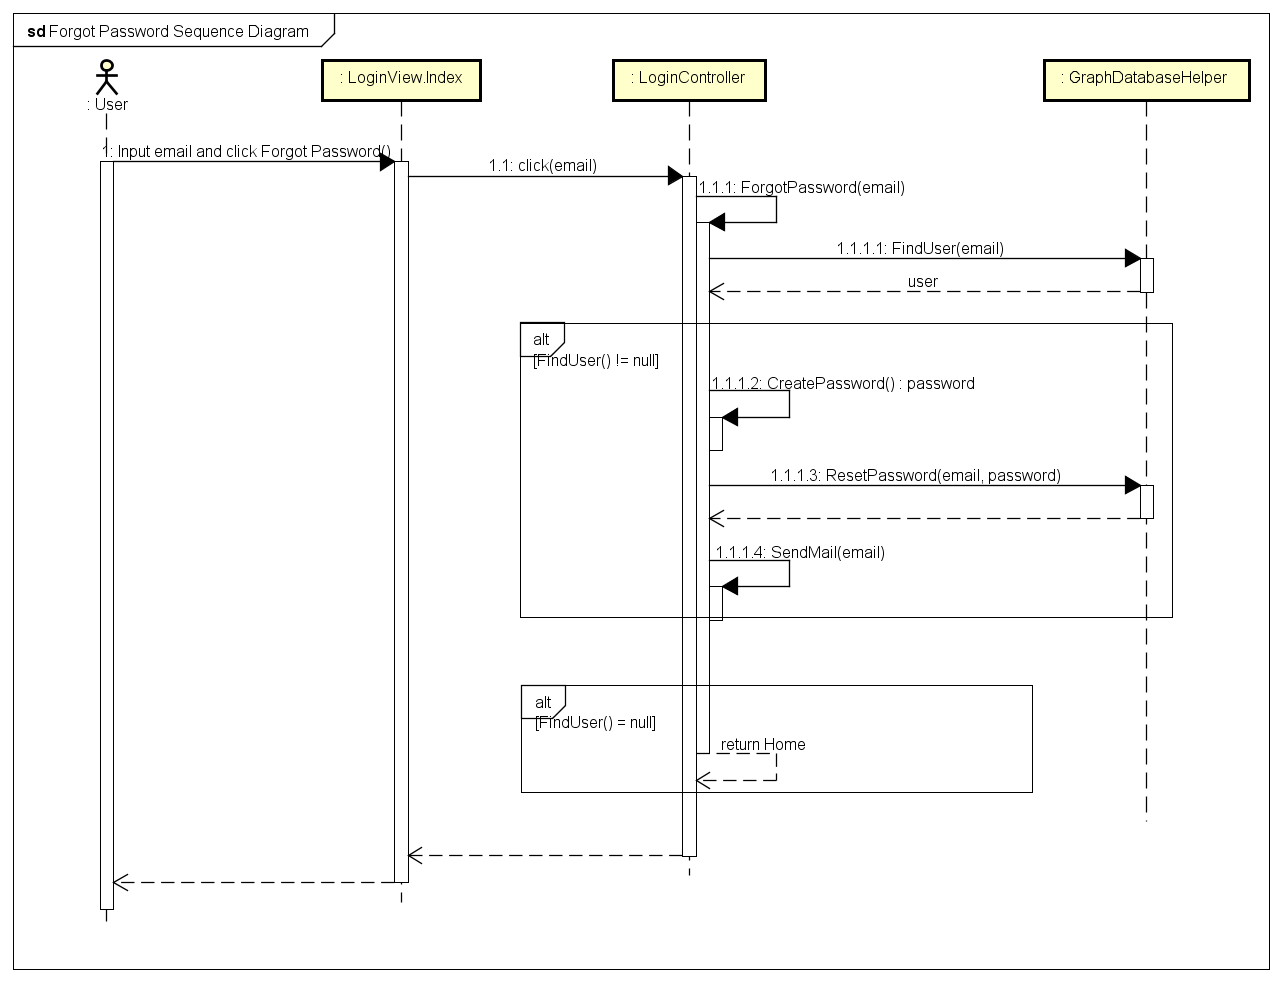 sd Forgot Password Sequence Diagram
: User
: LoginView.Index
: LoginController
: GraphDatabaseHelper
1: Input email and click Forgot Password()
1.1: click(email)
1.1.1: ForgotPassword(email)
1.1.1.1: FindUser(email)
user
alt
[FindUser() != null]
1.1.1.2: CreatePassword() : password
1.1.1.3: ResetPassword(email, password)
1.1.1.4: SendMail(email)
alt
[FindUser() = null]
return Home